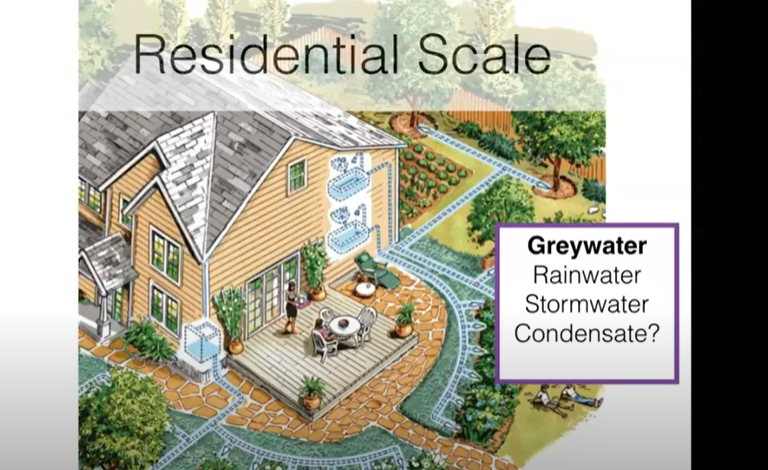 Residential Scale
Greywater
Rainwater
Stormwater
Condensate?